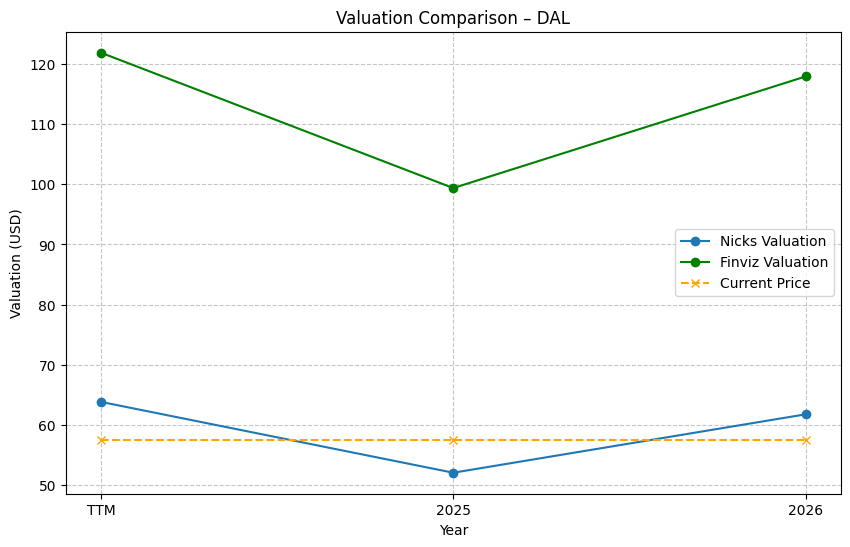 Valuation Comparison – DAL
Valuation (USD)
120
110
100
90
80
70
60
50
Nicks Valuation
Finviz Valuation
Current Price
TTM
2025
2026
Year